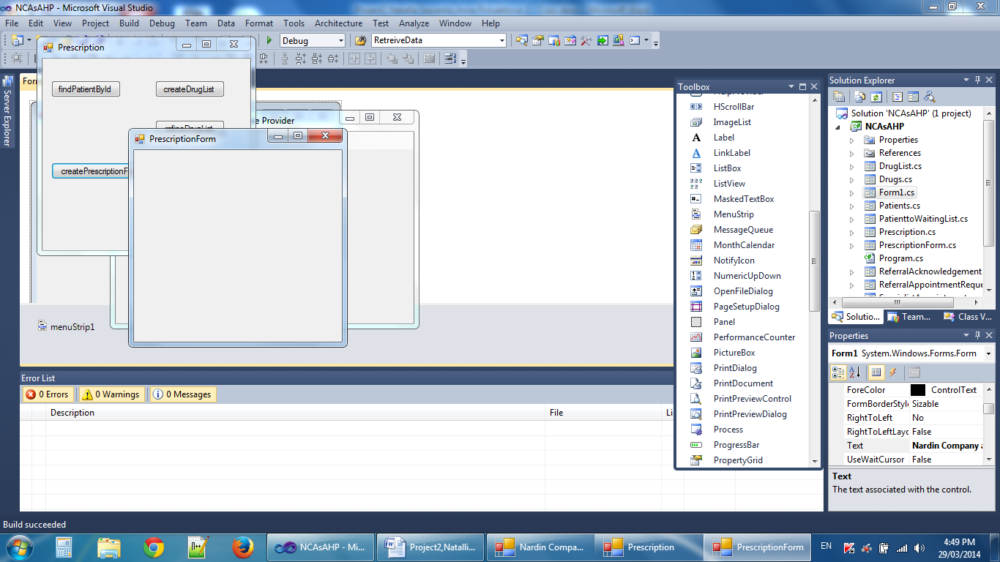 NCAsAHP - Microsoft Visual Studio
File Edit View Project Build Debug Team Data Format Tools Architecture Test Analyze Window Help
Debug
RetreiveData
Prescription
findPatientById
createDrugList
createPrescriptionF
e Provider
PrescriptionForm
For
Server Explorer
menuStrip1
Toolbox
HScrollBar
ImageList
Label
LinkLabel
ListBox
ListView
MaskedTextBox
MenuStrip
MessageQueue
MonthCalendar
NotifyIcon
NumericUpDown
OpenFileDialog
PageSetupDialog
Panel
PerformanceCounter
PictureBox
PrintDialog
PrintDocument
PrintPreviewControl
PrintPreviewDialog
Process
ProgressBar
PropertyGrid
Solution Explorer
Solution 'NCAsAHP' (1 project)
NCAsAHP
Properties
References
DrugList.cs
Drugs.cs
Form1.cs
Patients.cs
PatienttoWaitingList.cs
Prescription.cs
PrescriptionForm.cs
Program.cs
ReferralAcknowledgement
ReferralAppointmentReque
Solutio... Team... Class V...
Properties
Form1 System.Windows.Forms.Form
ForeColor ControlText
FormBorderStyle Sizable
RightToLeft No
RightToLeftLayo False
Text Nardin Company a
UseWaitCursor False
Text
The text associated with the control.
Error List
0 Errors 0 Warnings 0 Messages
Description File Li
Build succeeded
NCAsAHP - Mi...
Project2,Natalli...
Nardin Compa...
Prescription
PrescriptionForm
EN
4:49 PM
29/03/2014